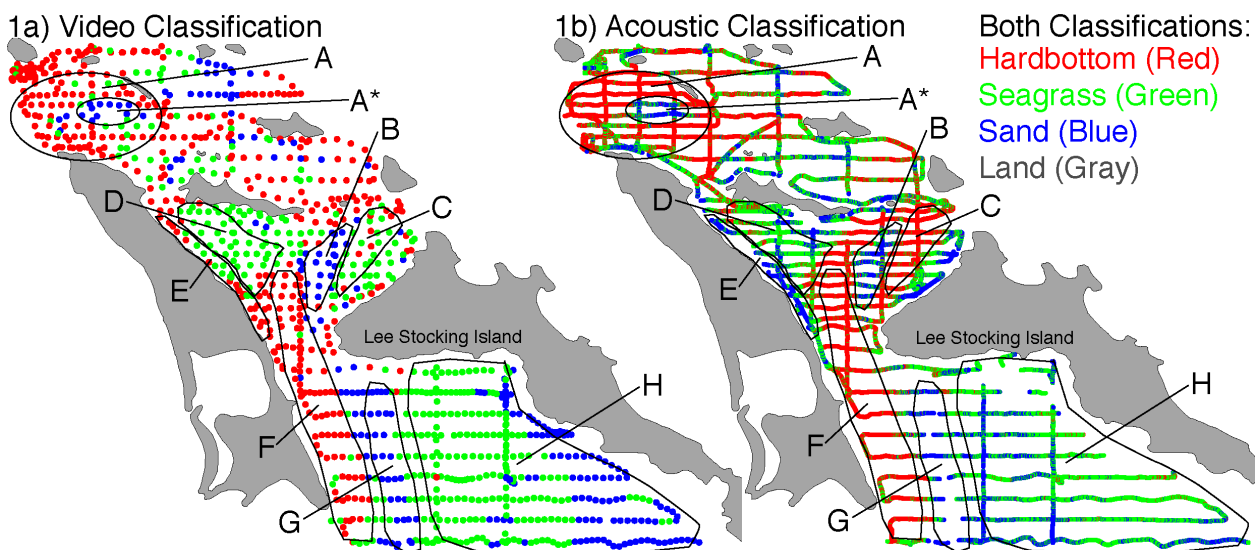 1a) Video Classification
A
A*
B
C
D
E
Lee Stocking Island
F
G
H
1b) Acoustic Classification
A
A*
B
C
D
E
Lee Stocking Island
F
G
H
Both Classifications:
Hardbottom (Red)
Seagrass (Green)
Sand (Blue)
Land (Gray)